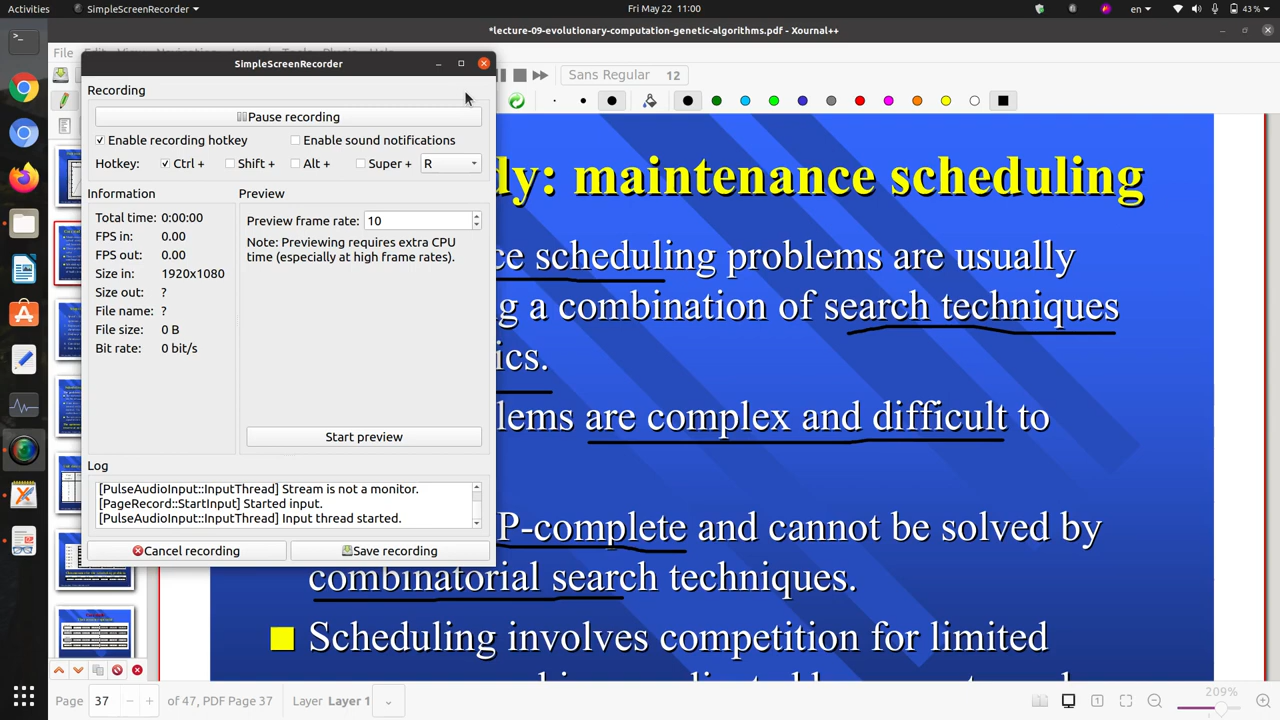 Activities
SimpleScreenRecorder
Fri May 22 11:00
en
43 %
*lecture-09-evolutionary-computation-genetic-algorithms.pdf - Xournal++
File
SimpleScreenRecorder
Sans Regular 12
Recording
Pause recording
Enable recording hotkey
Enable sound notifications
Hotkey: Ctrl + Shift + Alt + Super + R
Information
Total time: 0:00:00
FPS in: 0.00
FPS out: 0.00
Size in: 1920x1080
Size out: ?
File name: ?
File size: 0 B
Bit rate: 0 bit/s
Preview
Preview frame rate: 10
Note: Previewing requires extra CPU
time (especially at high frame rates).
Start preview
Log
[PulseAudioInput::InputThread] Stream is not a monitor.
[PageRecord::StartInput] Started input.
[PulseAudioInput::InputThread] Input thread started.
Cancel recording
Save recording
dy: maintenance scheduling
ce scheduling problems are usually
g a combination of search techniques
ics.
lems are complex and difficult to
P-complete and cannot be solved by
combinatorial search techniques.
Scheduling involves competition for limited
Page 37 of 47, PDF Page 37
Layer Layer 1
209%